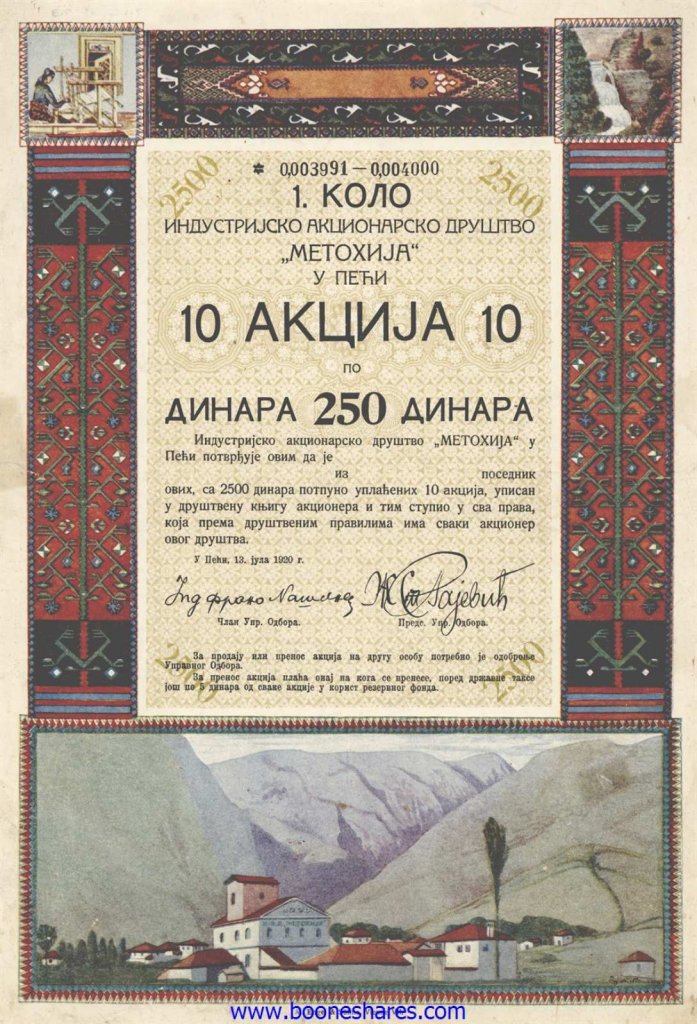 2500
2500
* 0,003991 — 0,004000
1. КОЛО
ИНДУСТРИЈСКО АКЦИОНАРСКО ДРУШТВО
„МЕТОХИЈА“
У ПЕЋИ
10 АКЦИЈА 10
ПО
ДИНАРА 250 ДИНАРА
Индустријско акционарско друштво „МЕТОХИЈА“ у
Пећи потврђује овим да је
из поседник
ових, са 2500 динара потпуно уплаћених 10 акција, уписан
у друштвену књигу акционера и тим ступио у сва права,
која према друштвеним правилима има сваки акционер
овог друштва.
У Пећи, 13. јула 1920 г.
Члан Упр. Одбора. Предс. Упр. Одбора.
2500
2500
За продају или пренос акција на другу особу потребно је одобрење
Управног Одбора.
За пренос акција плаћа онај на кога се пренесе, поред државне таксе
још по 5 динара од сваке акције у корист резервног фонда.
www.booneshares.com